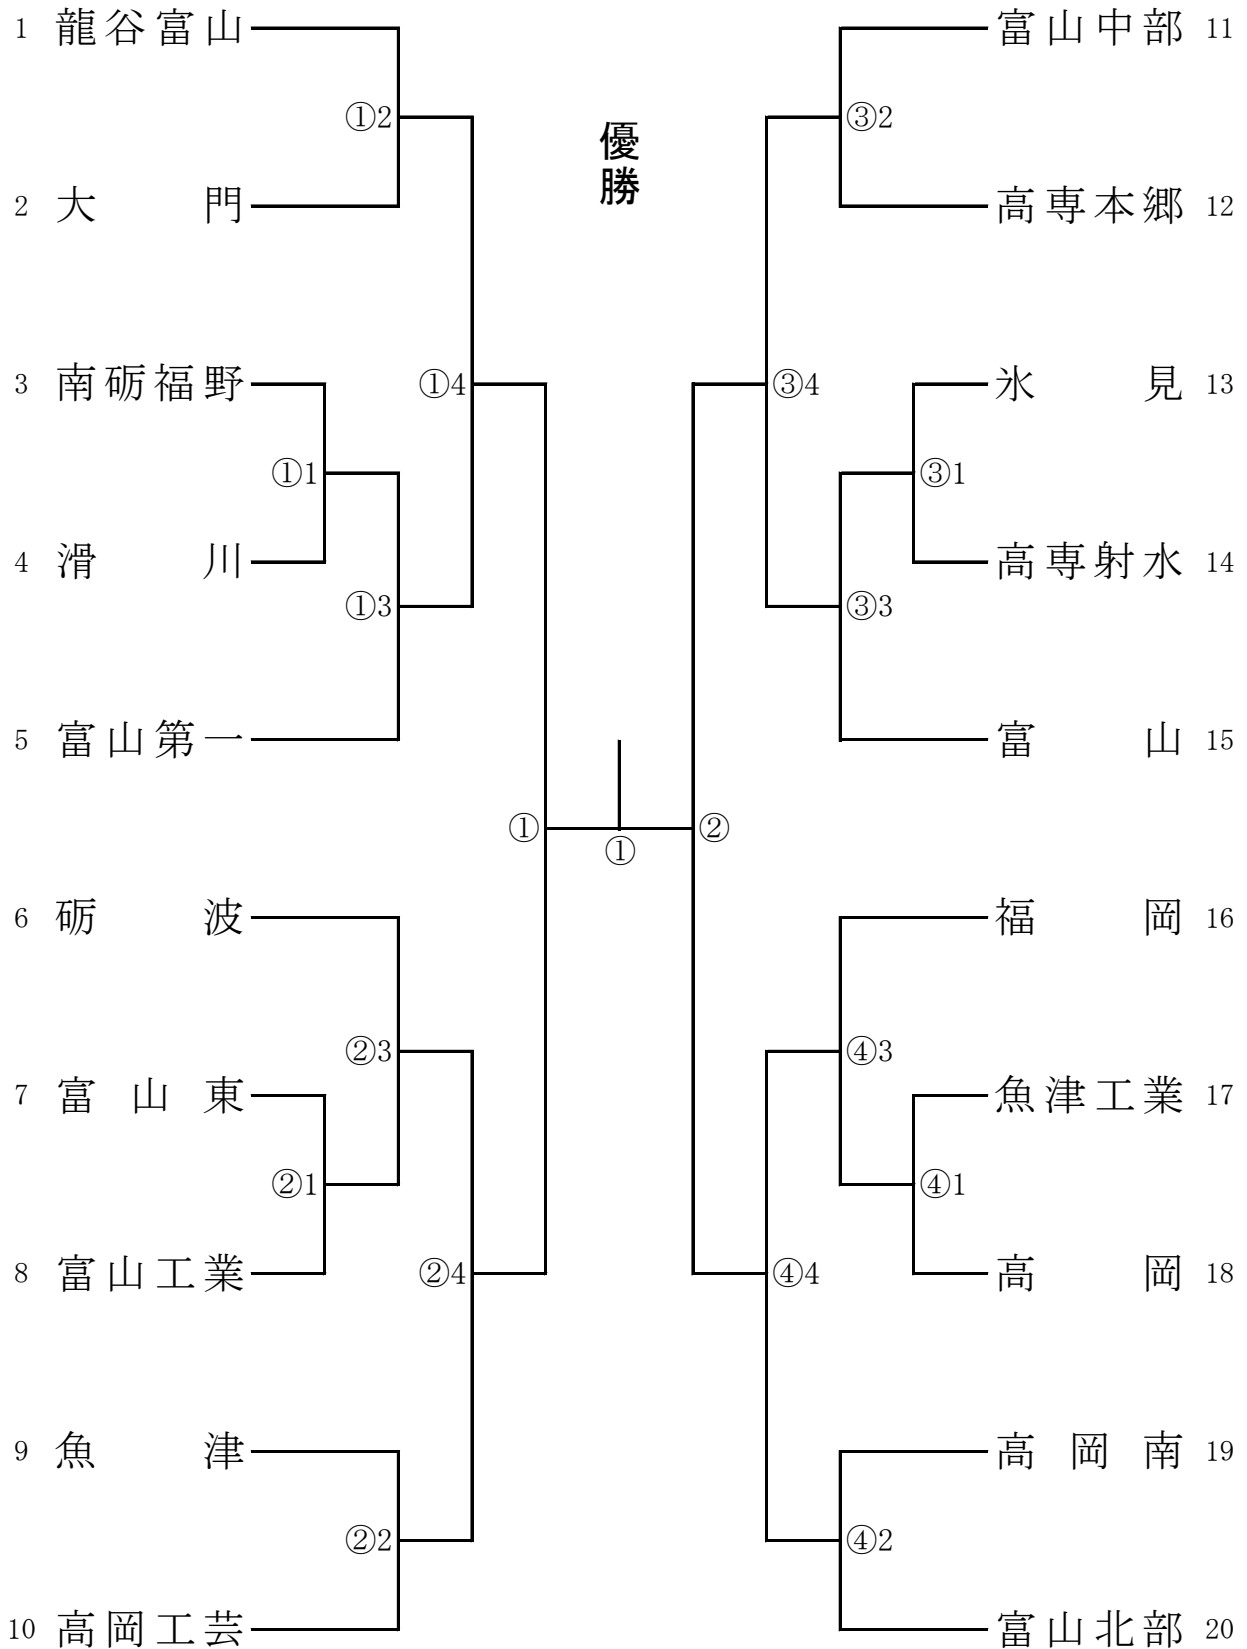 1 龍谷富山
①2
2 大門
3 南砺福野
①4
①1
4 滑川
①3
5 富山第一
①
6 砺波
②3
7 富山東
②1
8 富山工業
②4
9 魚津
②2
10 高岡工芸
優勝
①
富山中部 11
③2
高専本郷 12
③4
氷見 13
③1
高専射水 14
③3
富山 15
②
福岡 16
④3
魚津工業 17
④1
高岡 18
④4
高岡南 19
④2
富山北部 20